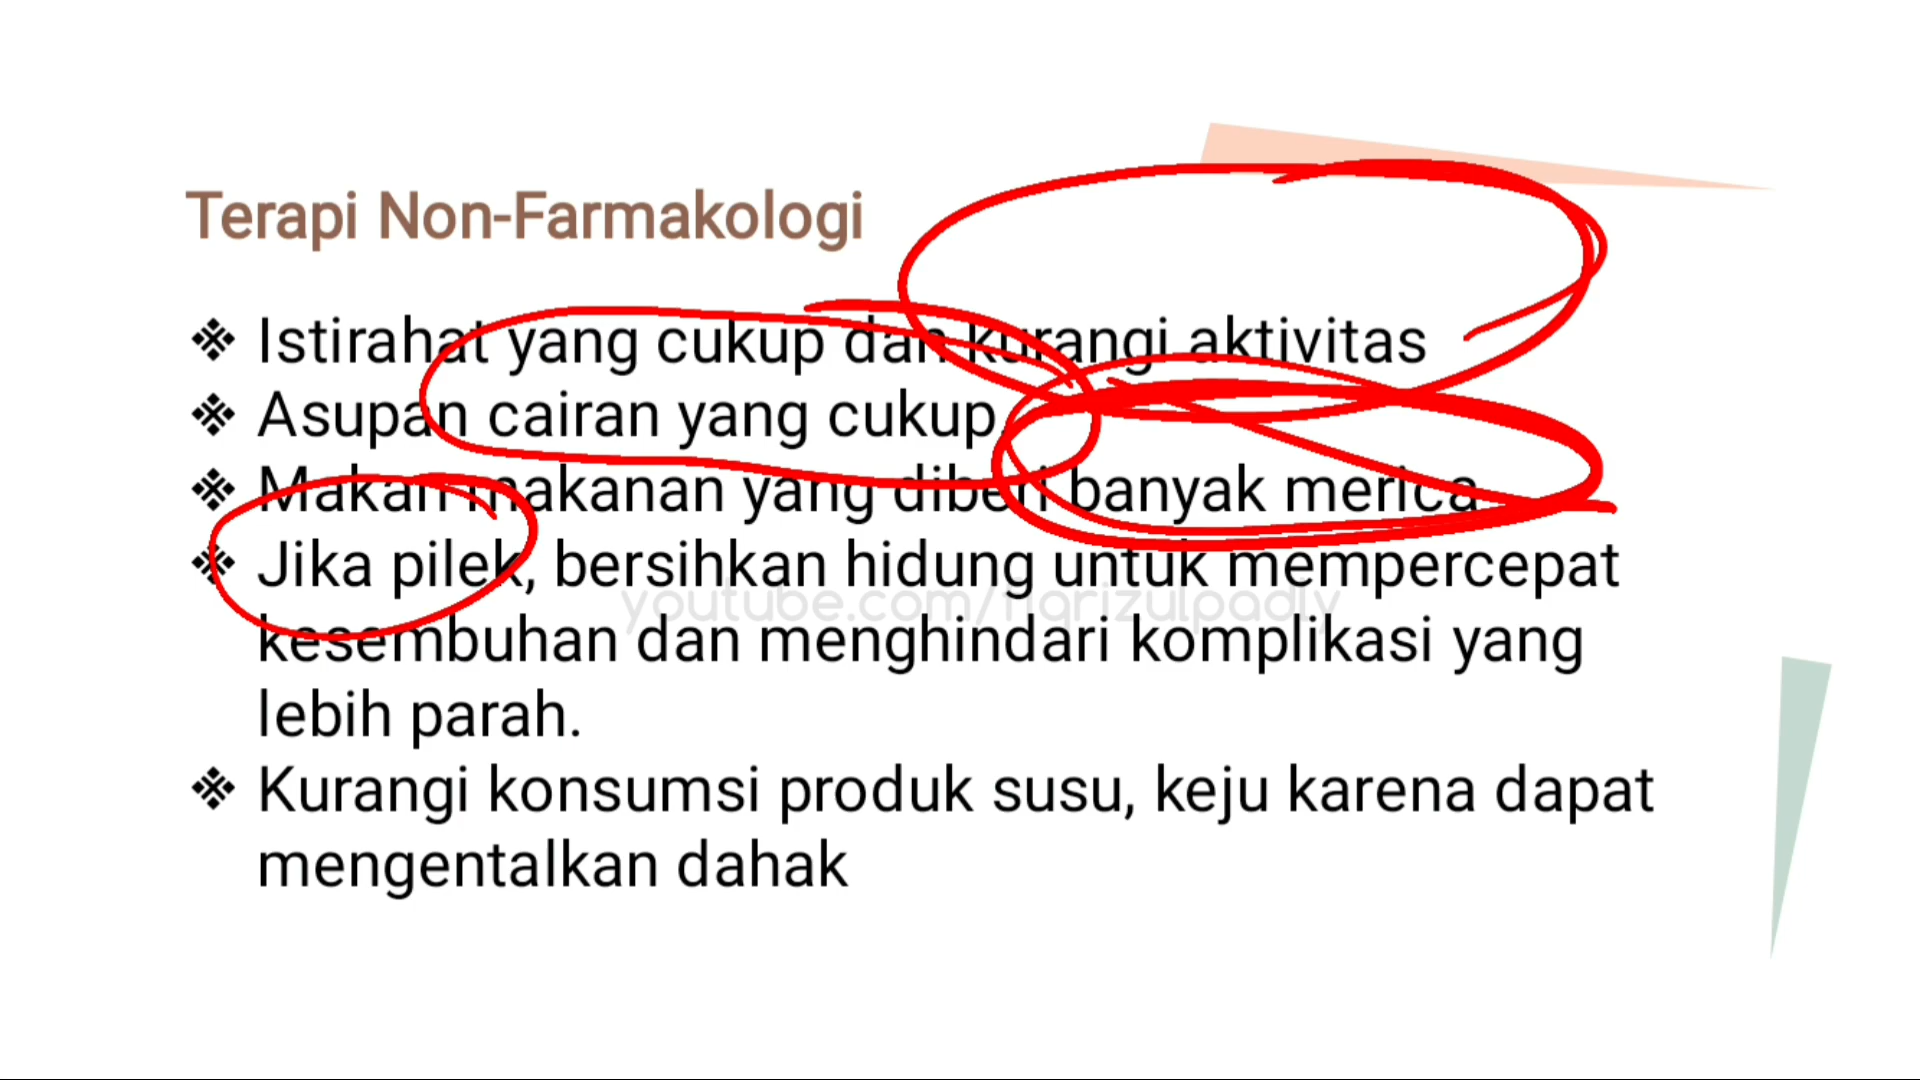 Terapi Non-Farmakologi
❖ Istirahat yang cukup dan kurangi aktivitas
❖ Asupan cairan yang cukup.
❖ Makan makanan yang diberi banyak merica
❖ Jika pilek, bersihkan hidung untuk mempercepat
youtube.com/fiqrizulpadly
kesembuhan dan menghindari komplikasi yang
lebih parah.
❖ Kurangi konsumsi produk susu, keju karena dapat
mengentalkan dahak